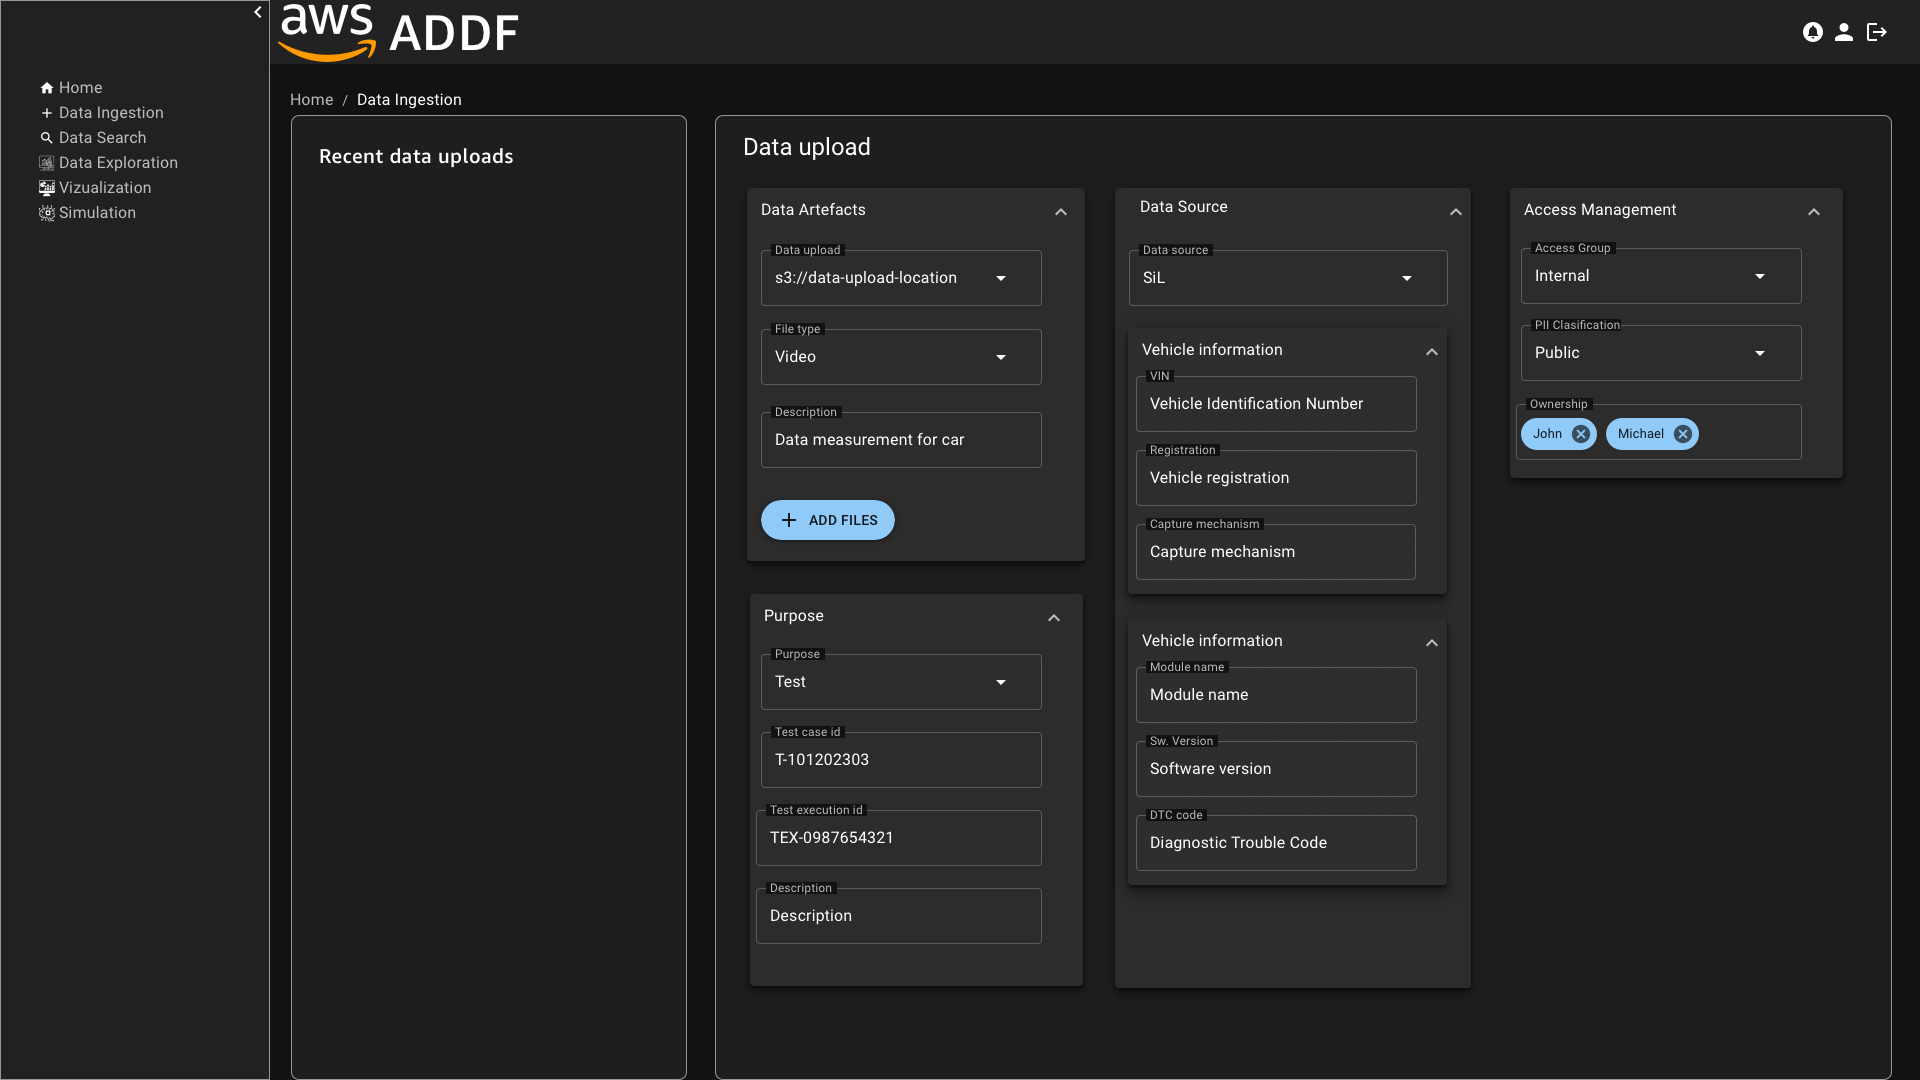 aws ADDF
Home
Data Ingestion
Data Search
Data Exploration
Vizualization
Simulation
Home / Data Ingestion
Recent data uploads
Data upload
Data Artefacts
Data upload
s3://data-upload-location
File type
Video
Description
Data measurement for car
ADD FILES
Purpose
Purpose
Test
Test case id
T-101202303
Test execution id
TEX-0987654321
Description
Description
Data Source
Data source
SiL
Vehicle information
VIN
Vehicle Identification Number
Registration
Vehicle registration
Capture mechanism
Capture mechanism
Vehicle information
Module name
Module name
Sw. Version
Software version
DTC code
Diagnostic Trouble Code
Access Management
Access Group
Internal
PII Clasification
Public
Ownership
John Michael